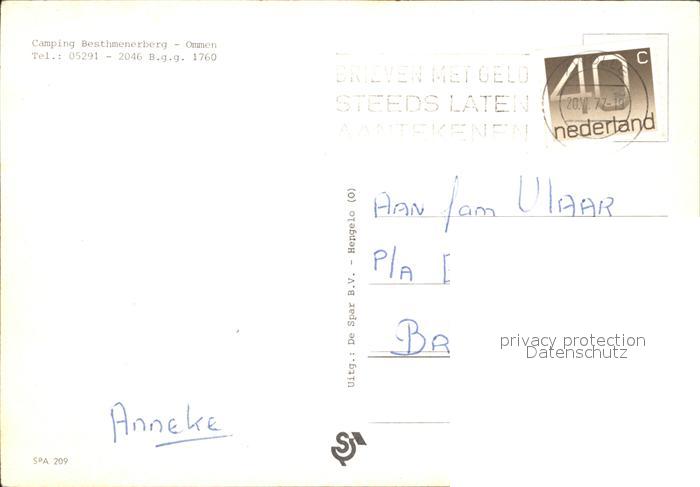 Camping Besthmenerberg - Ommen
Tel.: 05291 - 2046 B.g.g. 1760
BRIEVEN MET GELD
STEEDS LATEN
AANTEKENEN
40 C
nederland
Uitg.: De Spar B.V. - Hengelo (O)
AAN fam VLAAR
P/A
BR
privacy protection
Datenschutz
Anneke
SPA 209